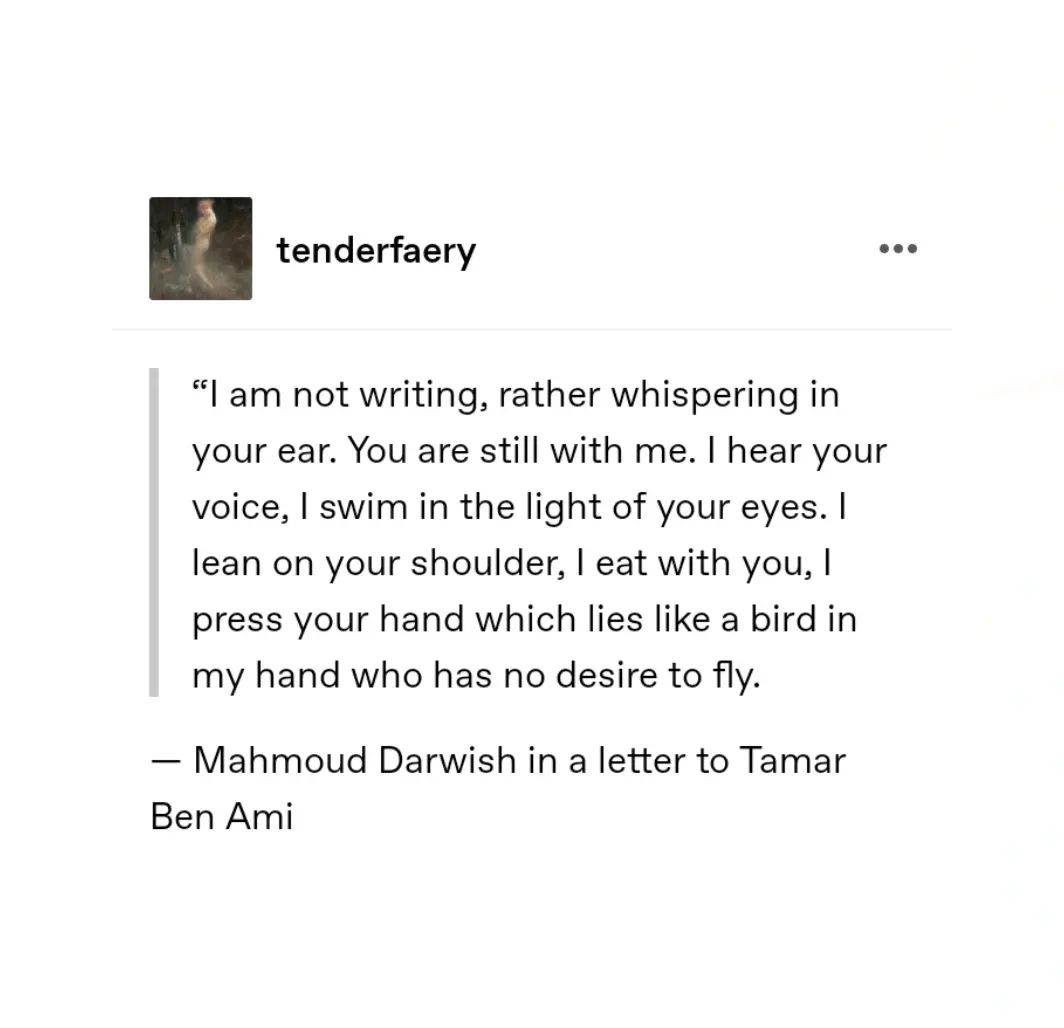 tenderfaery
“I am not writing, rather whispering in
your ear. You are still with me. I hear your
voice, I swim in the light of your eyes. I
lean on your shoulder, I eat with you, I
press your hand which lies like a bird in
my hand who has no desire to fly.
— Mahmoud Darwish in a letter to Tamar
Ben Ami